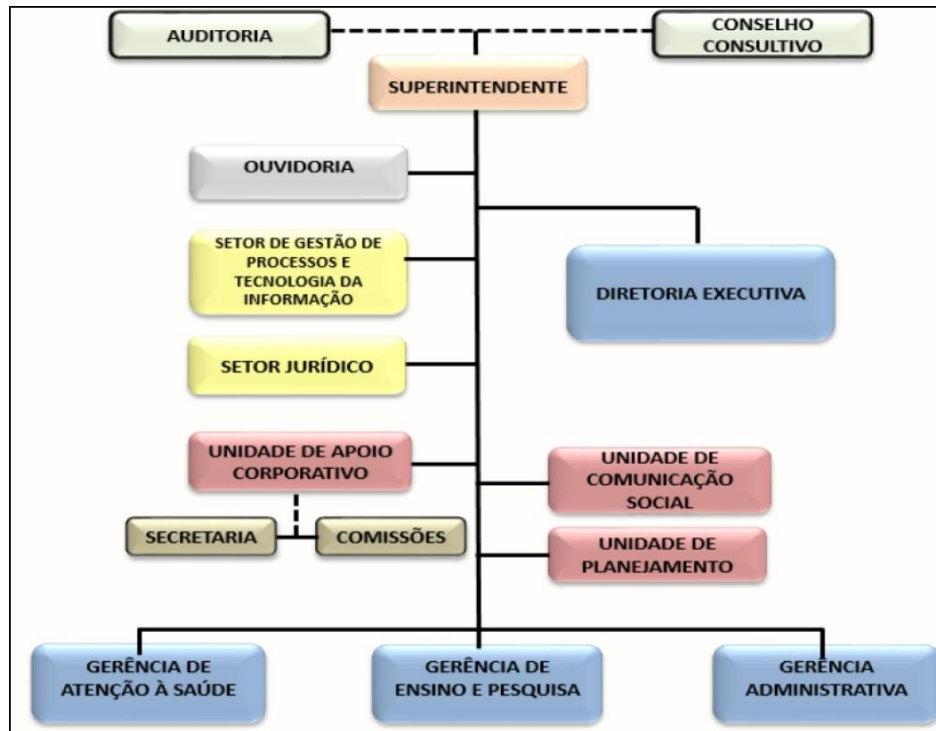 AUDITORIA
CONSELHO
CONSULTIVO
SUPERINTENDENTE
OUVIDORIA
SETOR DE GESTÃO DE
PROCESSOS E
TECNOLOGIA DA
INFORMAÇÃO
DIRETORIA EXECUTIVA
SETOR JURÍDICO
UNIDADE DE APOIO
CORPORATIVO
UNIDADE DE
COMUNICAÇÃO
SOCIAL
SECRETARIA
COMISSÕES
UNIDADE DE
PLANEJAMENTO
GERÊNCIA DE
ATENÇÃO À SAÚDE
GERÊNCIA DE
ENSINO E PESQUISA
GERÊNCIA
ADMINISTRATIVA